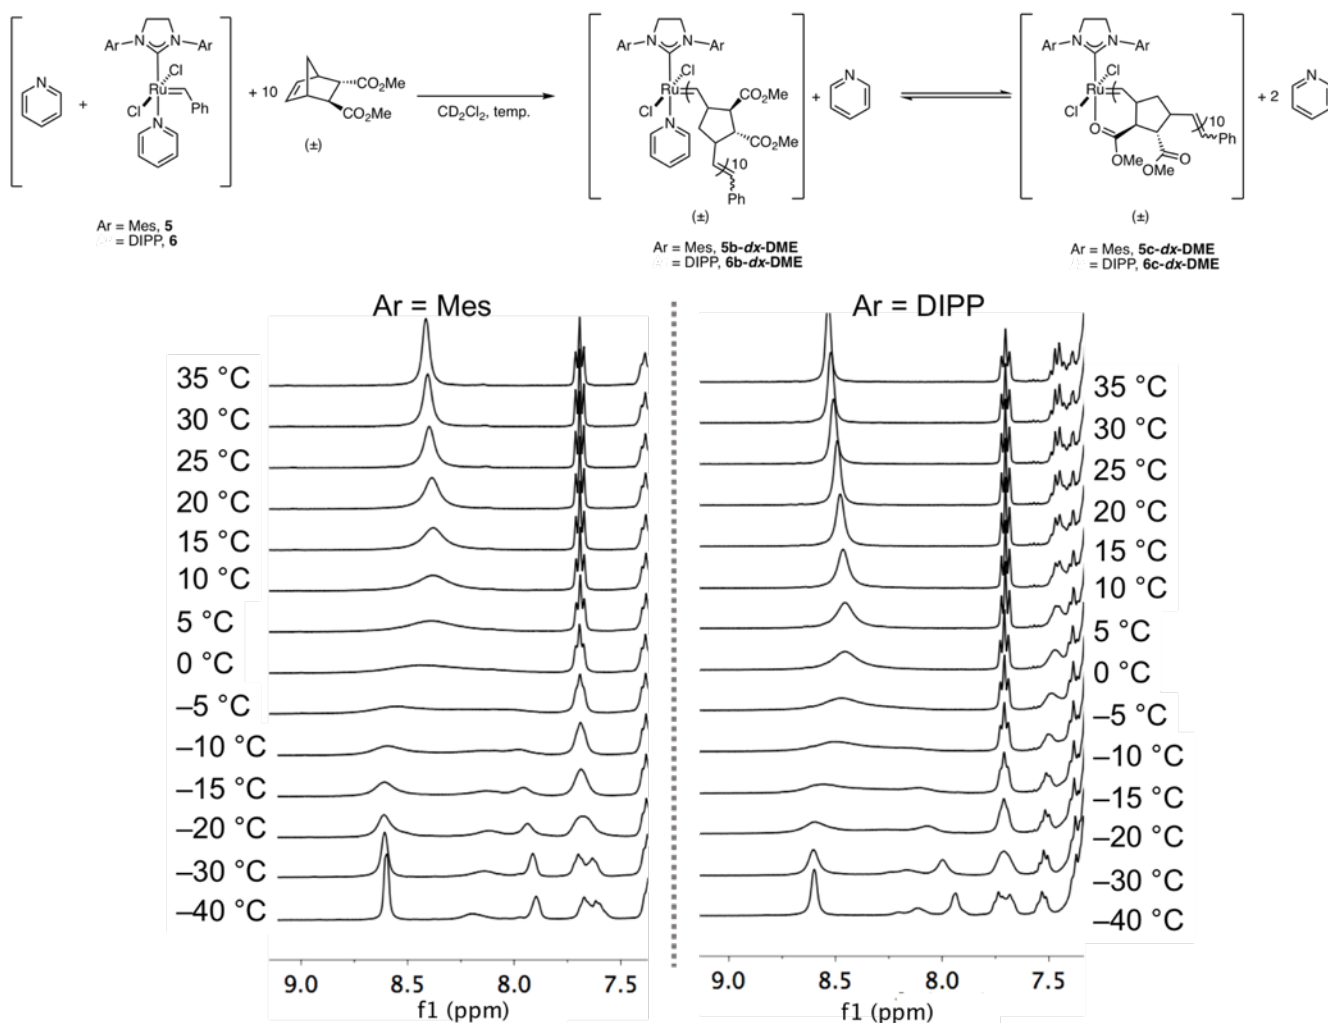 N
+
Ar
N
N
Ar
Cl
Ru
Ph
Cl
N
+ 10
CO2Me
CO2Me
(±)
CD2Cl2, temp.
Ar
N
N
Ar
Cl
Ru
Cl
N
CO2Me
CO2Me
10
Ph
+
N
(±)
Ar
N
N
Ar
Cl
Ru
Cl
O
OMe
OMe
O
10
Ph
+ 2
N
(±)
Ar = Mes, 5
= DIPP, 6
Ar = Mes, 5b-dx-DME
= DIPP, 6b-dx-DME
Ar = Mes, 5c-dx-DME
= DIPP, 6c-dx-DME
Ar = Mes
35 °C
30 °C
25 °C
20 °C
15 °C
10 °C
5 °C
0 °C
–5 °C
–10 °C
–15 °C
–20 °C
–30 °C
–40 °C
9.0 8.5 8.0 7.5
f1 (ppm)
Ar = DIPP
35 °C
30 °C
25 °C
20 °C
15 °C
10 °C
5 °C
0 °C
–5 °C
–10 °C
–15 °C
–20 °C
–30 °C
–40 °C
9.0 8.5 8.0 7.5
f1 (ppm)